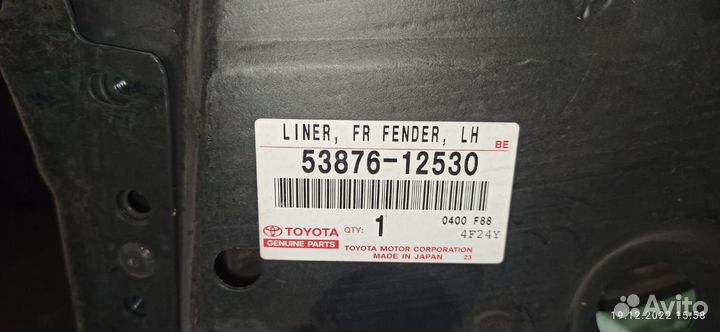 LINER, FR FENDER, LH
BE
53876-12530
TOYOTA
GENUINE PARTS
QTY: 1
0400 F88
4F24Y
TOYOTA MOTOR CORPORATION
MADE IN JAPAN 23
Avito
19.12.2022 15:58